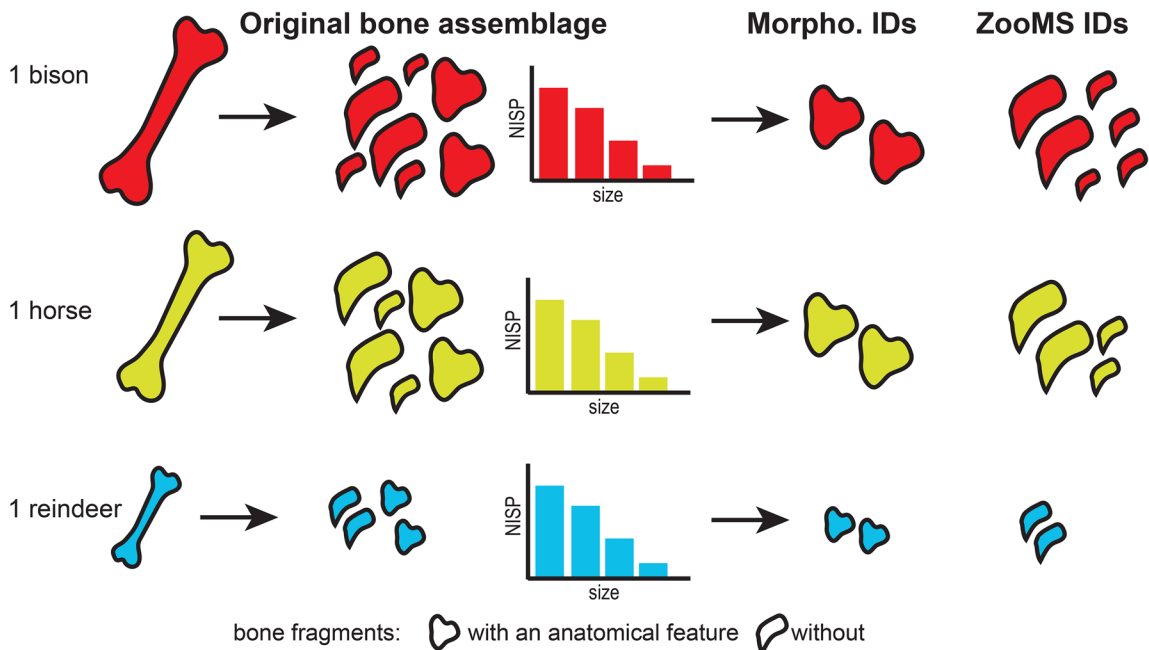 Original bone assemblage
Morpho. IDs
ZooMS IDs
1 bison
NISP
size
1 horse
NISP
size
1 reindeer
NISP
size
bone fragments: with an anatomical feature without